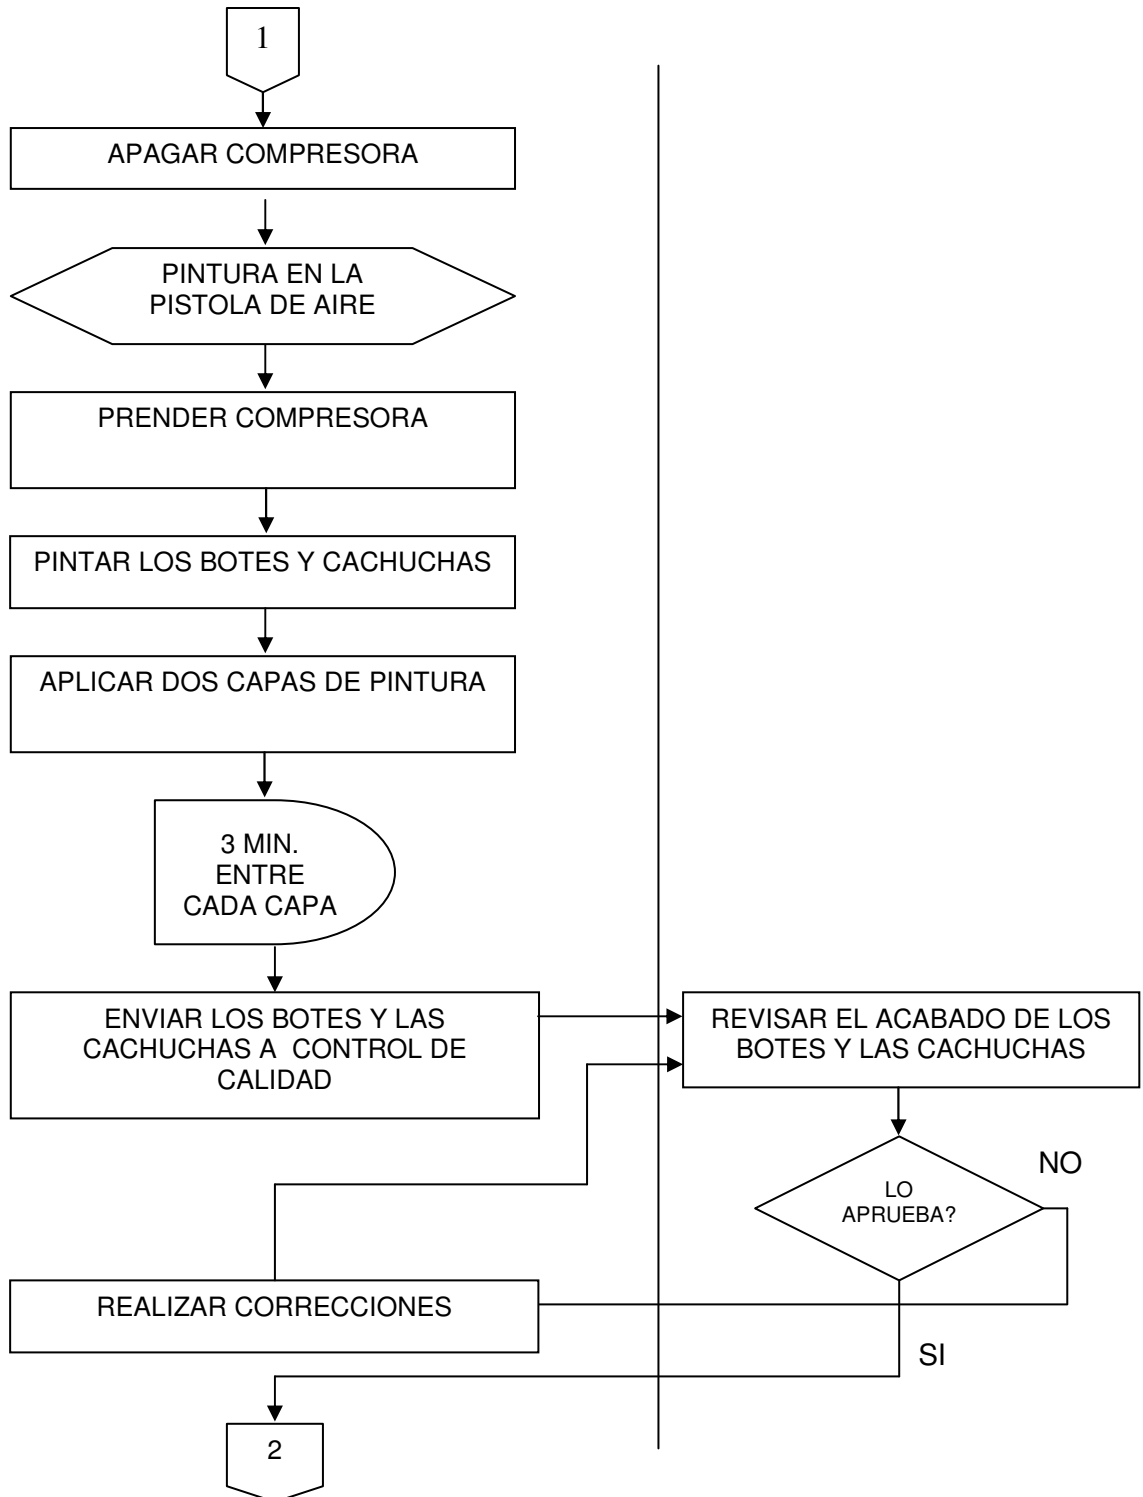 1
APAGAR COMPRESORA
PINTURA EN LA
PISTOLA DE AIRE
PRENDER COMPRESORA
PINTAR LOS BOTES Y CACHUCHAS
APLICAR DOS CAPAS DE PINTURA
3 MIN.
ENTRE
CADA CAPA
ENVIAR LOS BOTES Y LAS
CACHUCHAS A CONTROL DE
CALIDAD
REVISAR EL ACABADO DE LOS
BOTES Y LAS CACHUCHAS
LO
APRUEBA?
NO
REALIZAR CORRECCIONES
SI
2